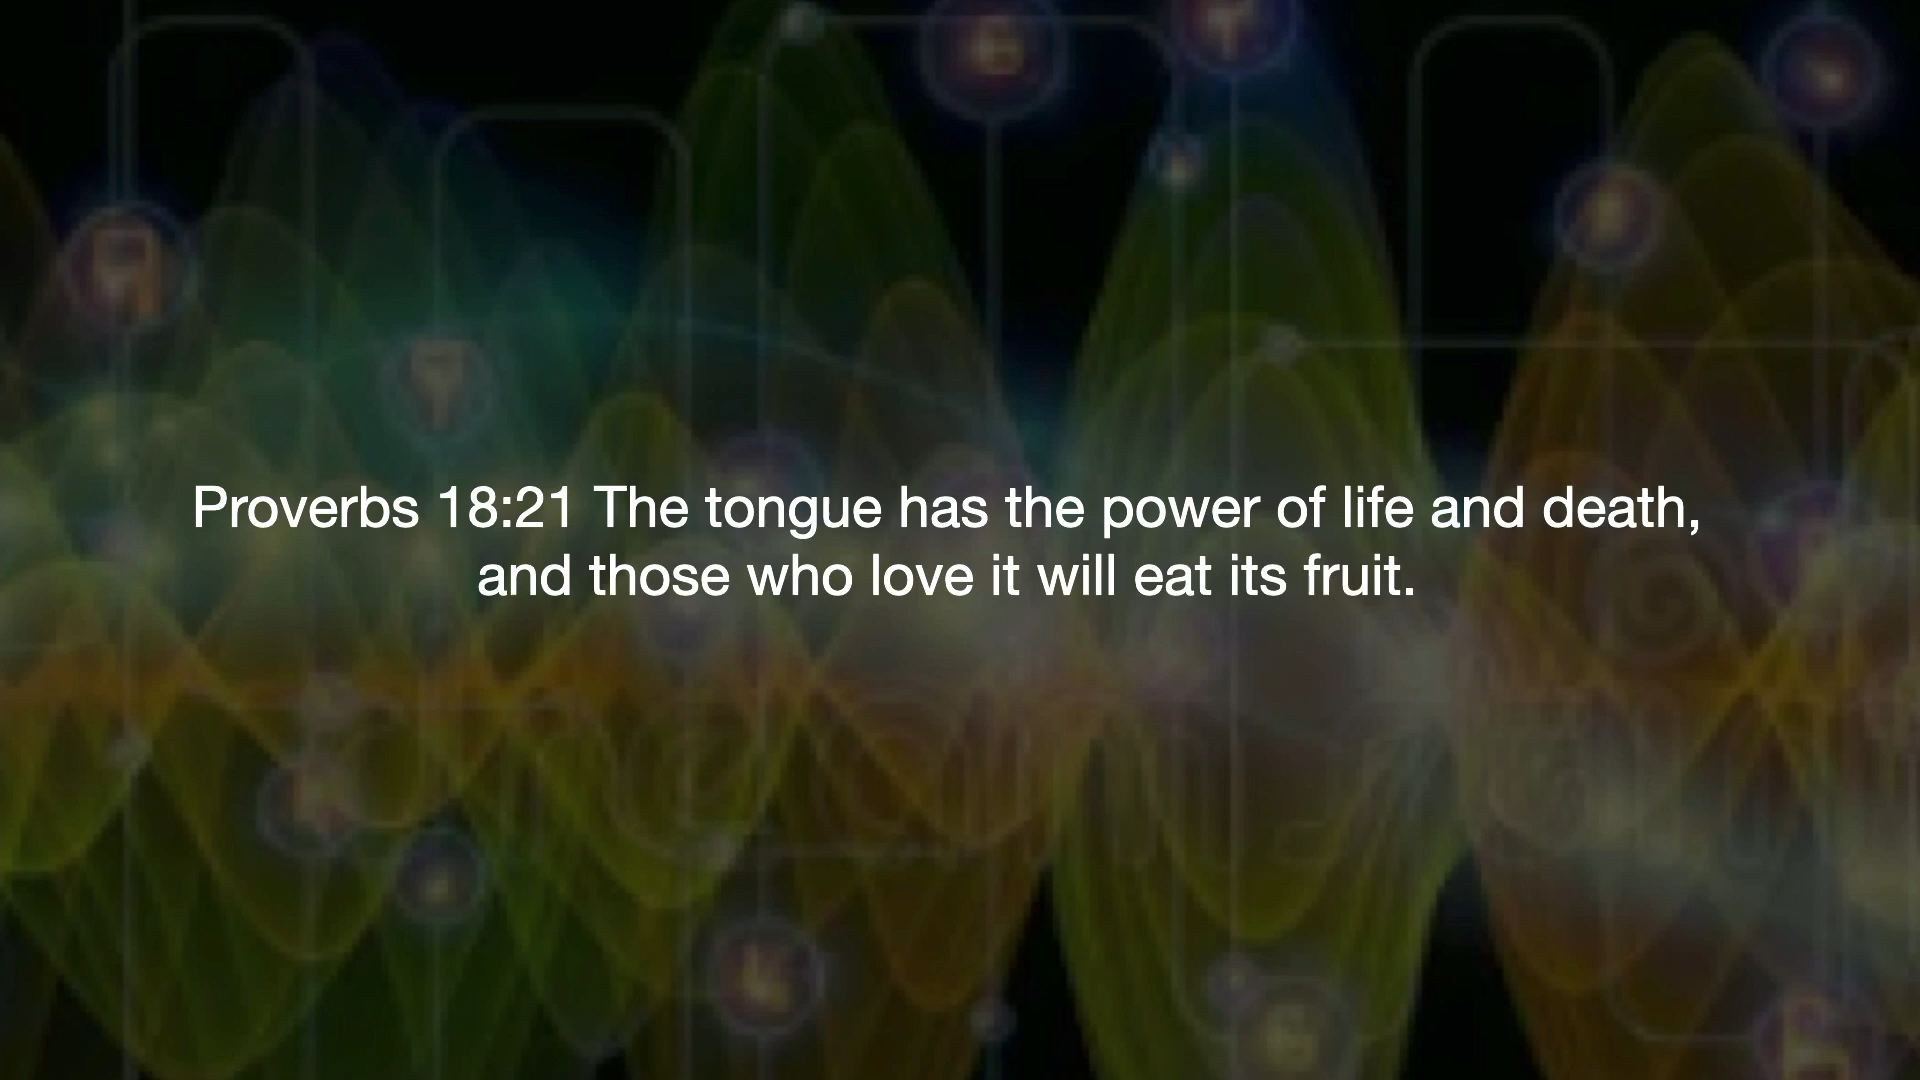 Proverbs 18:21 The tongue has the power of life and death,
and those who love it will eat its fruit.